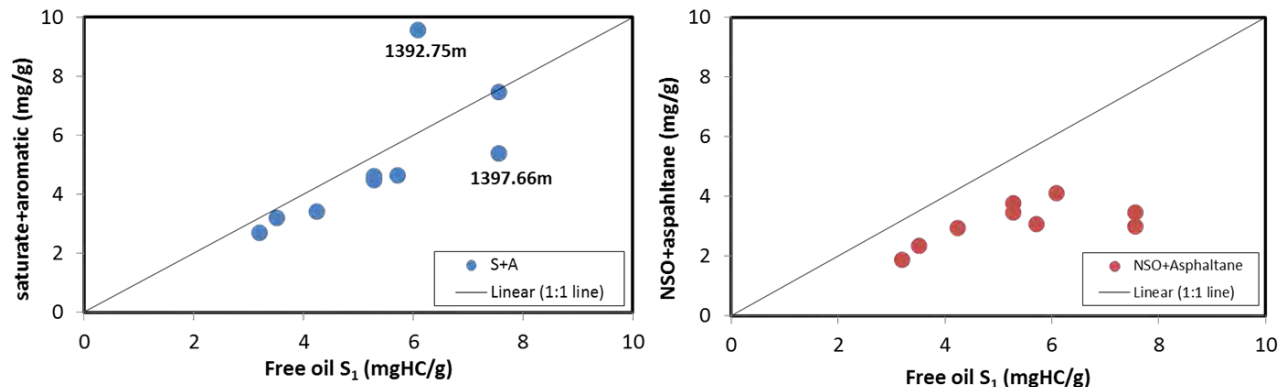 saturate+aromatic (mg/g)
10
8
6
4
2
0
1392.75m
1397.66m
S+A
Linear (1:1 line)
0 2 4 6 8 10
Free oil S₁ (mgHC/g)
NSO+aspahltane (mg/g)
10
8
6
4
2
0
NSO+Asphaltane
Linear (1:1 line)
0 2 4 6 8 10
Free oil S₁ (mgHC/g)